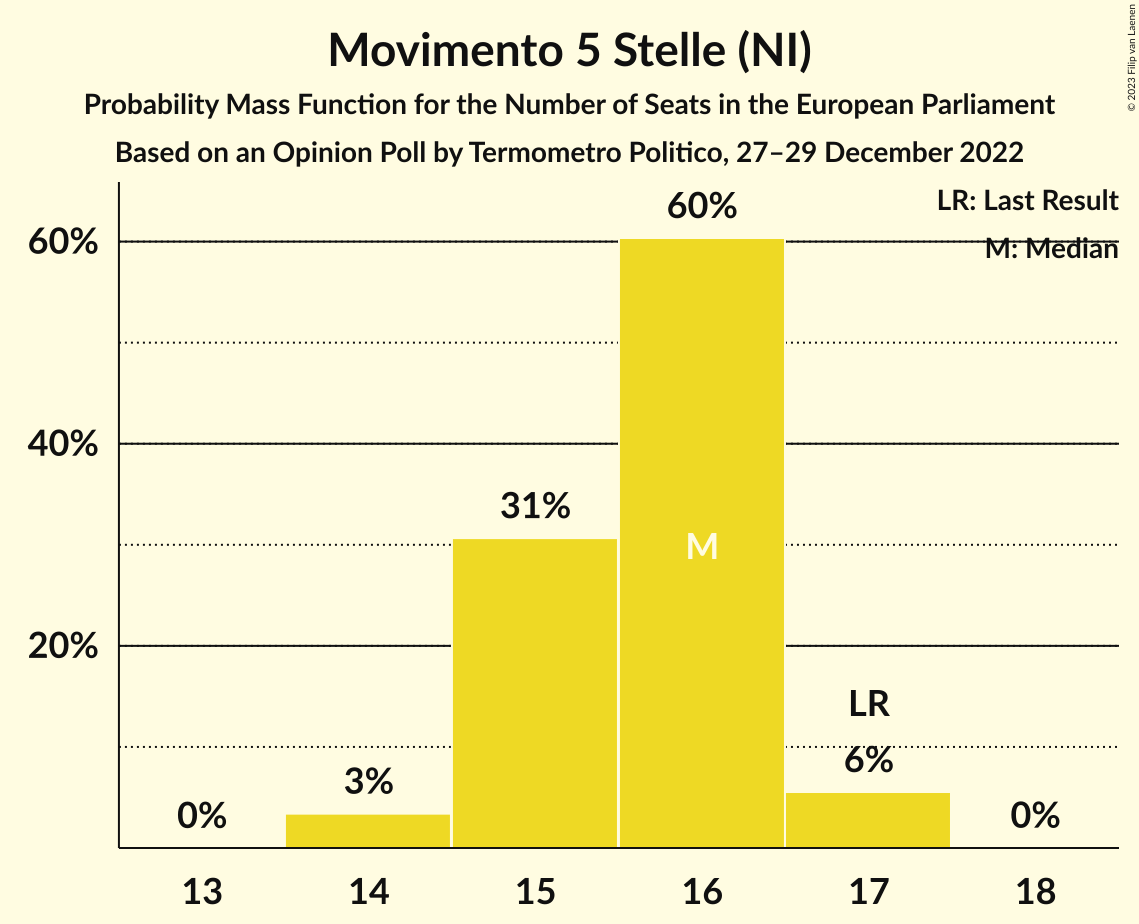 Movimento 5 Stelle (NI)
Probability Mass Function for the Number of Seats in the European Parliament
Based on an Opinion Poll by Termometro Politico, 27–29 December 2022
© 2023 Filip van Laenen
LR: Last Result
M: Median
60%
40%
20%
0%
3%
31%
60%
M
LR
6%
0%
13 14 15 16 17 18